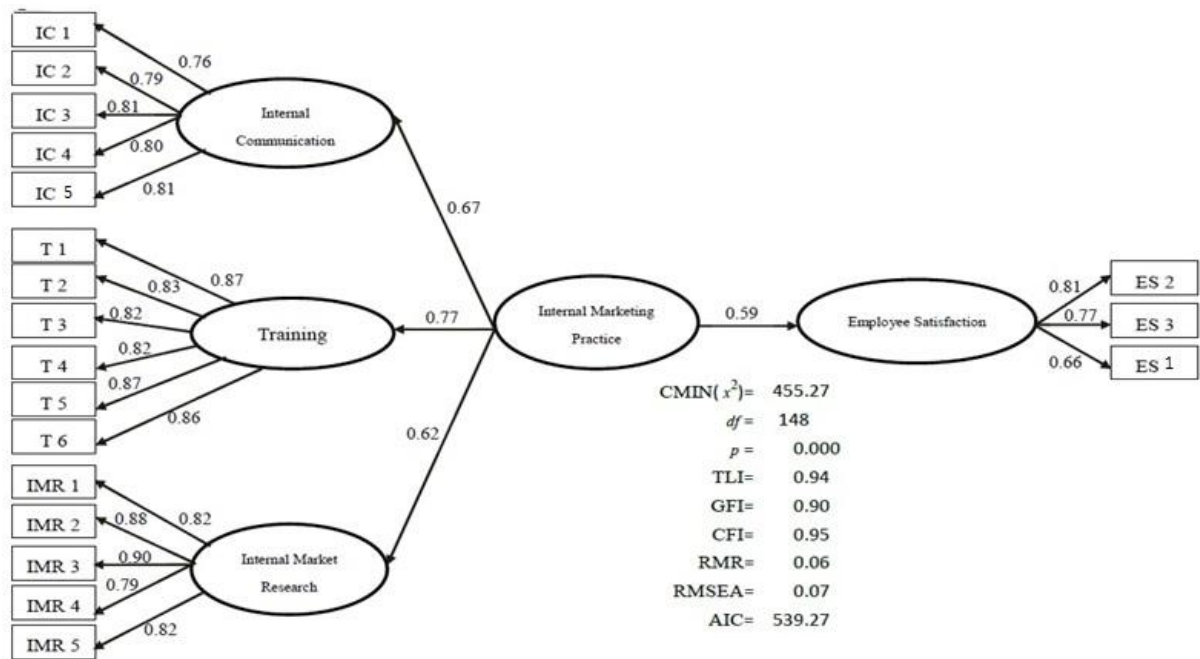 IC 1
IC 2
IC 3
IC 4
IC 5
0.76
0.79
0.81
0.80
0.81
Internal
Communication
0.67
T 1
T 2
T 3
T 4
T 5
T 6
0.87
0.83
0.82
0.82
0.87
0.86
Training
0.77
IMR 1
IMR 2
IMR 3
IMR 4
IMR 5
0.82
0.88
0.90
0.79
0.82
Internal Market
Research
0.62
Internal Marketing
Practice
0.59
Employee Satisfaction
0.81
0.77
0.66
ES 2
ES 3
ES 1
CMIN(x²)= 455.27
df = 148
p = 0.000
TLI= 0.94
GFI= 0.90
CFI= 0.95
RMR= 0.06
RMSEA= 0.07
AIC= 539.27